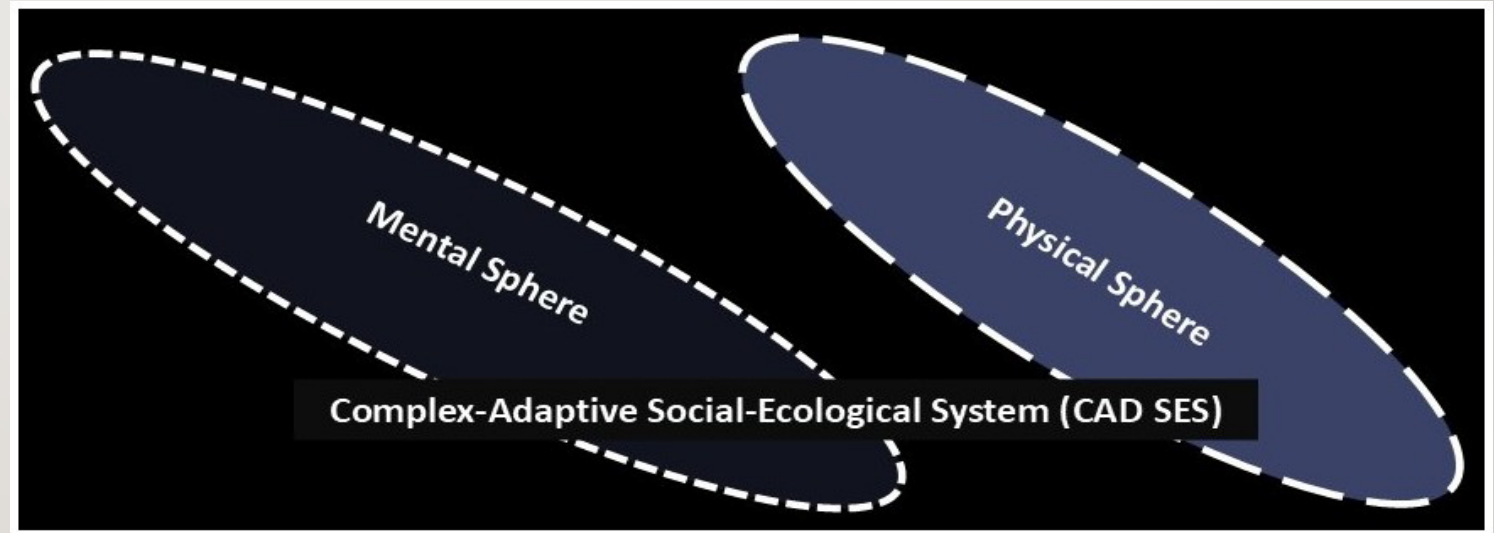 Mental Sphere
Physical Sphere
Complex-Adaptive Social-Ecological System (CAD SES)